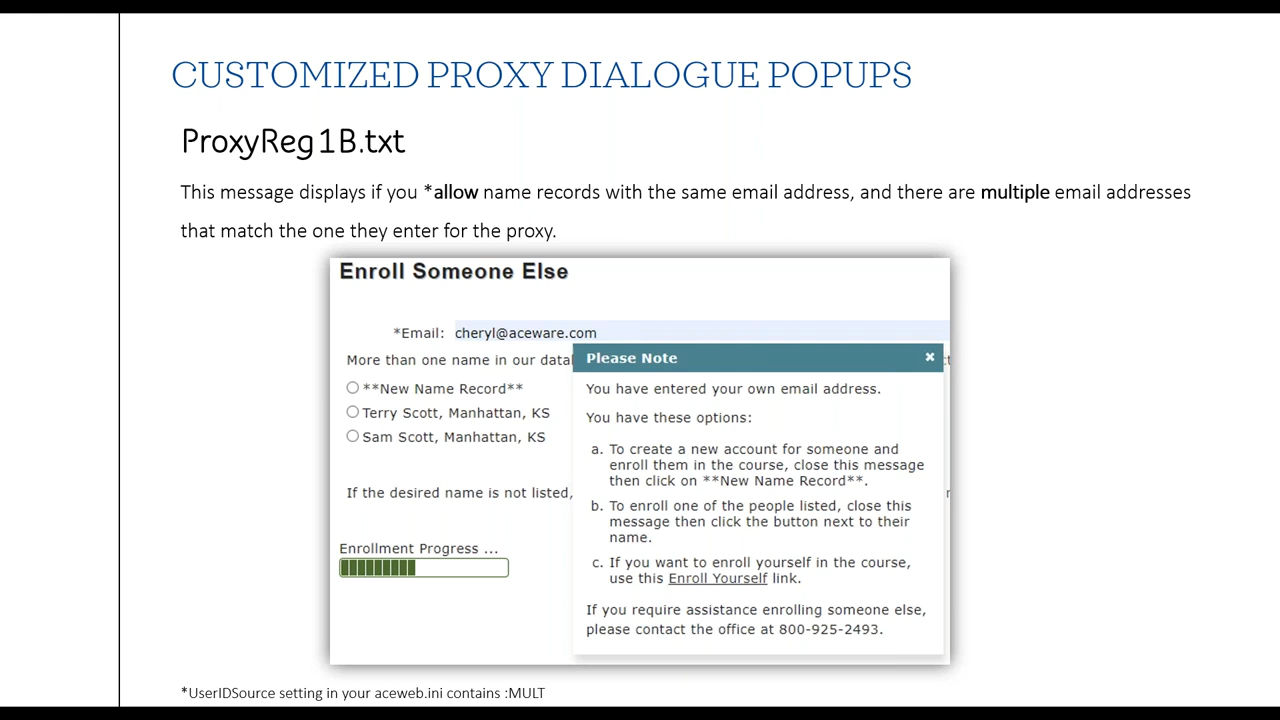 CUSTOMIZED PROXY DIALOGUE POPUPS
ProxyReg1B.txt
This message displays if you *allow name records with the same email address, and there are multiple email addresses
that match the one they enter for the proxy.
Enroll Someone Else
*Email: cheryl@aceware.com
More than one name in our datab
**New Name Record**
Terry Scott, Manhattan, KS
Sam Scott, Manhattan, KS
If the desired name is not listed,
Enrollment Progress ...
Please Note
You have entered your own email address.
You have these options:
a. To create a new account for someone and
enroll them in the course, close this message
then click on **New Name Record**.
b. To enroll one of the people listed, close this
message then click the button next to their
name.
c. If you want to enroll yourself in the course,
use this Enroll Yourself link.
If you require assistance enrolling someone else,
please contact the office at 800-925-2493.
*UserIDSource setting in your aceweb.ini contains :MULT